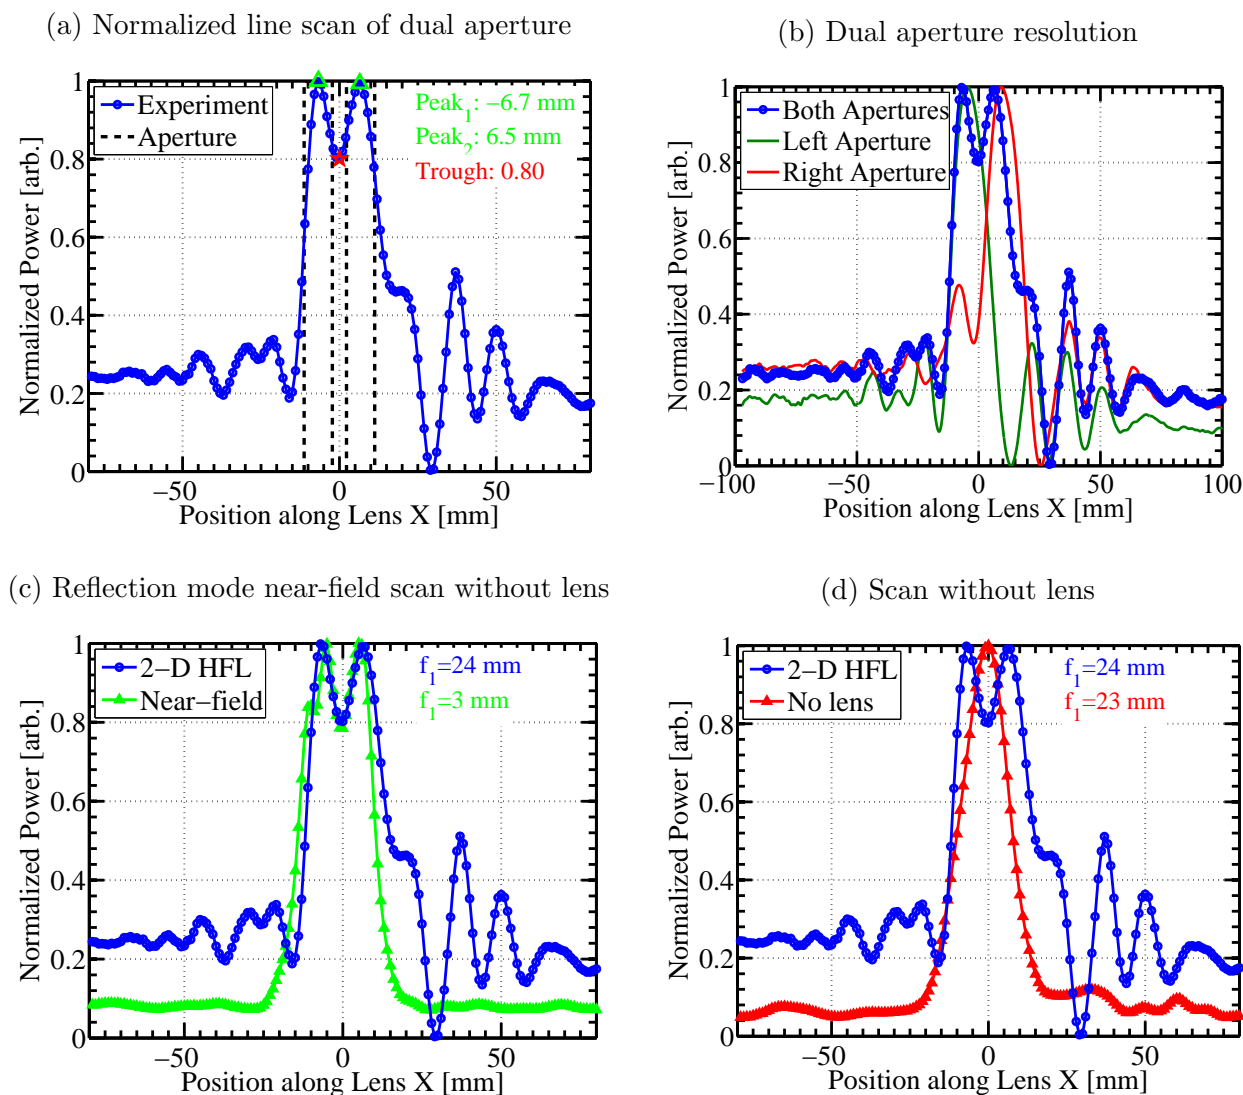 (a) Normalized line scan of dual aperture
1
0.8
0.6
0.4
0.2
0
−50
0
50
Normalized Power [arb.]
Position along Lens X [mm]
Experiment
Aperture
Peak1: −6.7 mm
Peak2: 6.5 mm
Trough: 0.80
(b) Dual aperture resolution
1
0.8
0.6
0.4
0.2
0
−100
−50
0
50
100
Normalized Power [arb.]
Position along Lens X [mm]
Both Apertures
Left Aperture
Right Aperture
(c) Reflection mode near-field scan without lens
1
0.8
0.6
0.4
0.2
0
−50
0
50
Normalized Power [arb.]
Position along Lens X [mm]
2−D HFL
Near−field
f1=24 mm
f1=3 mm
(d) Scan without lens
1
0.8
0.6
0.4
0.2
0
−50
0
50
Normalized Power [arb.]
Position along Lens X [mm]
2−D HFL
No lens
f1=24 mm
f1=23 mm